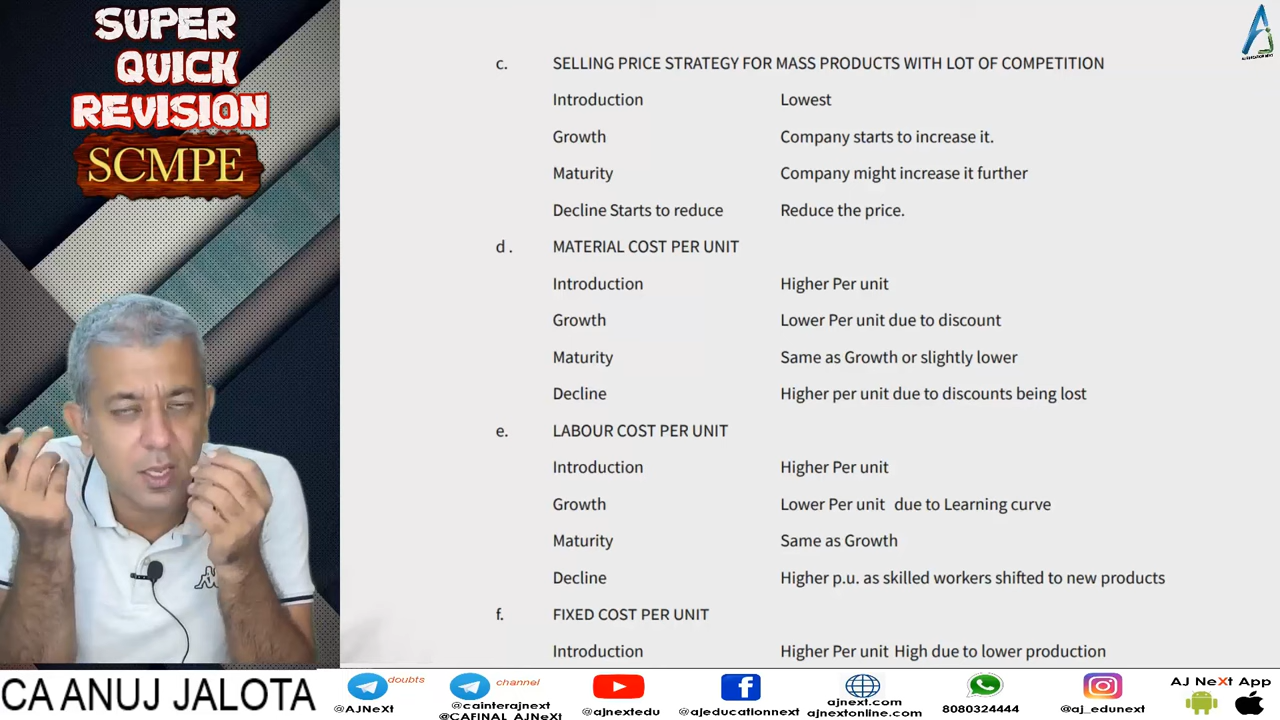 SUPER
QUICK
REVISION
SCMPE
AJ
c. SELLING PRICE STRATEGY FOR MASS PRODUCTS WITH LOT OF COMPETITION
Introduction Lowest
Growth Company starts to increase it.
Maturity Company might increase it further
Decline Starts to reduce Reduce the price.
d . MATERIAL COST PER UNIT
Introduction Higher Per unit
Growth Lower Per unit due to discount
Maturity Same as Growth or slightly lower
Decline Higher per unit due to discounts being lost
e. LABOUR COST PER UNIT
Introduction Higher Per unit
Growth Lower Per unit due to Learning curve
Maturity Same as Growth
Decline Higher p.u. as skilled workers shifted to new products
f. FIXED COST PER UNIT
Introduction Higher Per unit High due to lower production
CA ANUJ JALOTA
doubts
@AJNeXt
channel
@cainterajnext
@CAFINAL_AJNeXt
@ajnextedu
@ajeducationnext
ajnext.com
ajnextonline.com
8080324444
@aj_edunext
AJ NeXt App